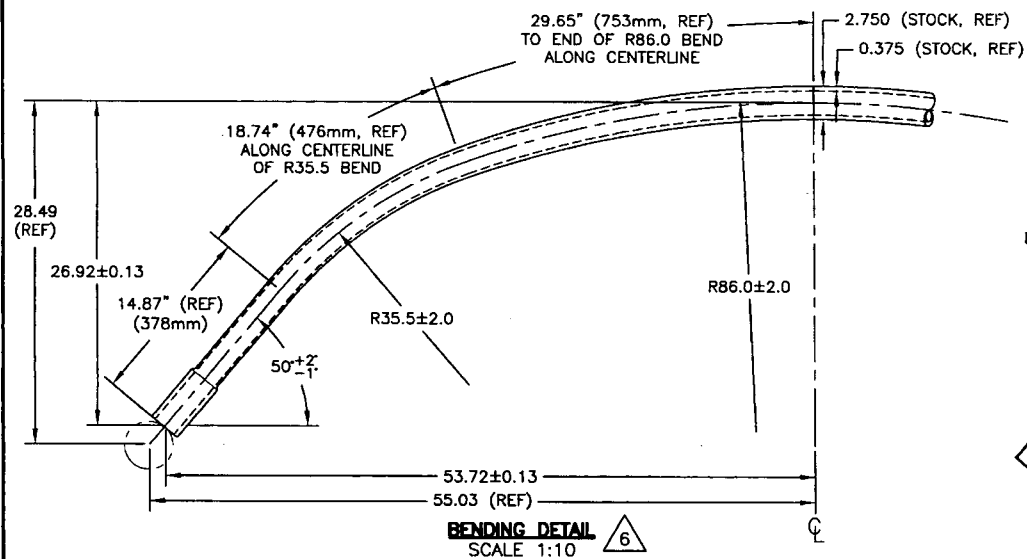 29.65" (753mm, REF)
TO END OF R86.0 BEND
ALONG CENTERLINE
2.750 (STOCK, REF)
0.375 (STOCK, REF)
18.74" (476mm, REF)
ALONG CENTERLINE
OF R35.5 BEND
28.49
(REF)
26.92±0.13
14.87" (REF)
(378mm)
R35.5±2.0
R86.0±2.0
50°+2°
-1°
53.72±0.13
55.03 (REF)
BENDING DETAIL 6
SCALE 1:10